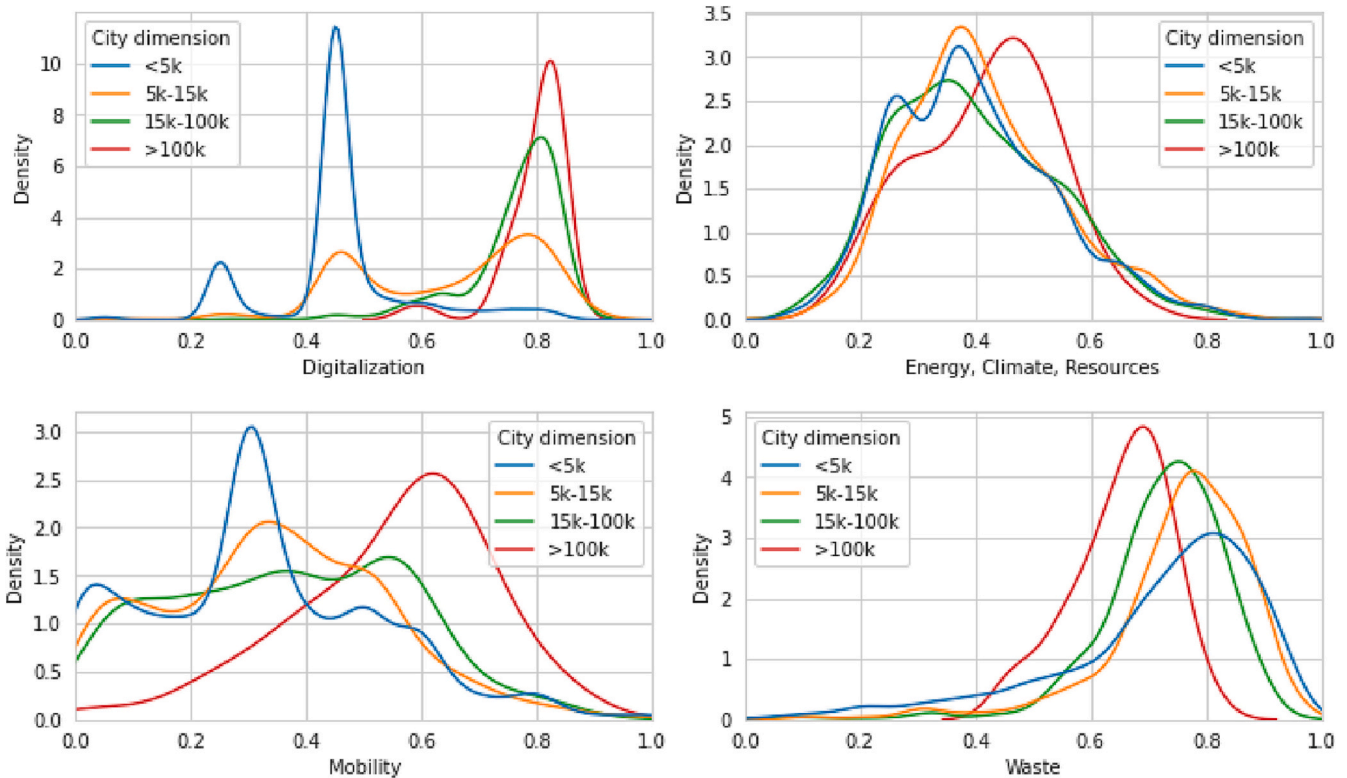 City dimension
<5k
5k-15k
15k-100k
>100k
Density
10
8
6
4
2
0
0.0 0.2 0.4 0.6 0.8 1.0
Digitalization
City dimension
<5k
5k-15k
15k-100k
>100k
Density
3.5
3.0
2.5
2.0
1.5
1.0
0.5
0.0
0.0 0.2 0.4 0.6 0.8 1.0
Energy, Climate, Resources
City dimension
<5k
5k-15k
15k-100k
>100k
Density
3.0
2.5
2.0
1.5
1.0
0.5
0.0
0.0 0.2 0.4 0.6 0.8 1.0
Mobility
City dimension
<5k
5k-15k
15k-100k
>100k
Density
5
4
3
2
1
0
0.0 0.2 0.4 0.6 0.8 1.0
Waste